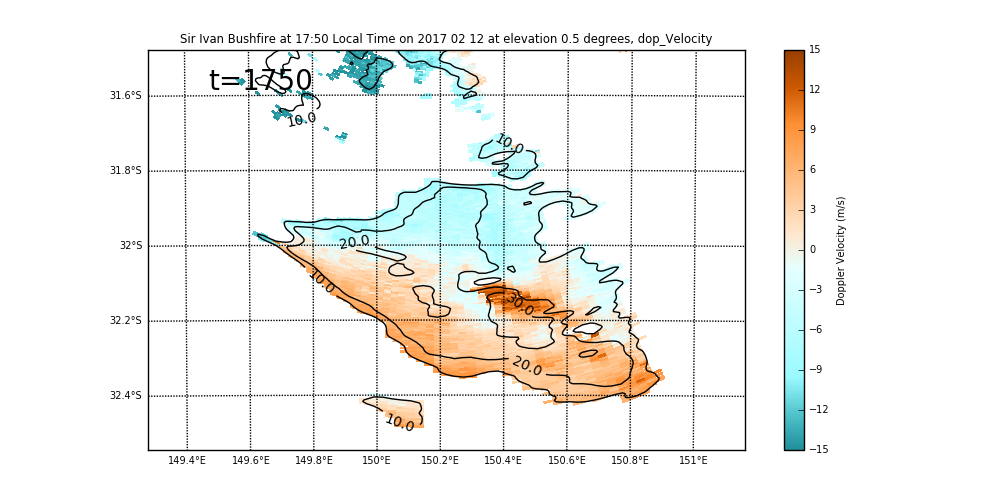 Sir Ivan Bushfire at 17:50 Local Time on 2017 02 12 at elevation 0.5 degrees, dop_Velocity
t=1750
31.6°S
31.8°S
32°S
32.2°S
32.4°S
149.4°E 149.6°E 149.8°E 150°E 150.2°E 150.4°E 150.6°E 150.8°E 151°E
10.0
10.0
20.0
10.0
30.0
20.0
10.0
15
12
9
6
3
0
−3
−6
−9
−12
−15
Doppler Velocity (m/s)